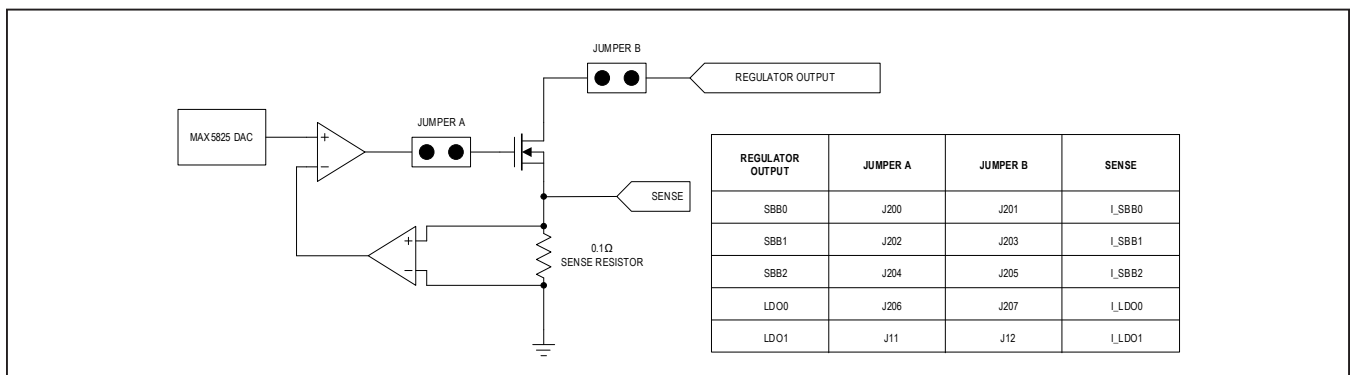 JUMPER B
REGULATOR OUTPUT
JUMPER A
MAX5825 DAC
+
−
SENSE
+
−
0.1Ω
SENSE RESISTOR
REGULATOR OUTPUT JUMPER A JUMPER B SENSE
SBB0 J200 J201 I_SBB0
SBB1 J202 J203 I_SBB1
SBB2 J204 J205 I_SBB2
LDO0 J206 J207 I_LDO0
LDO1 J11 J12 I_LDO1